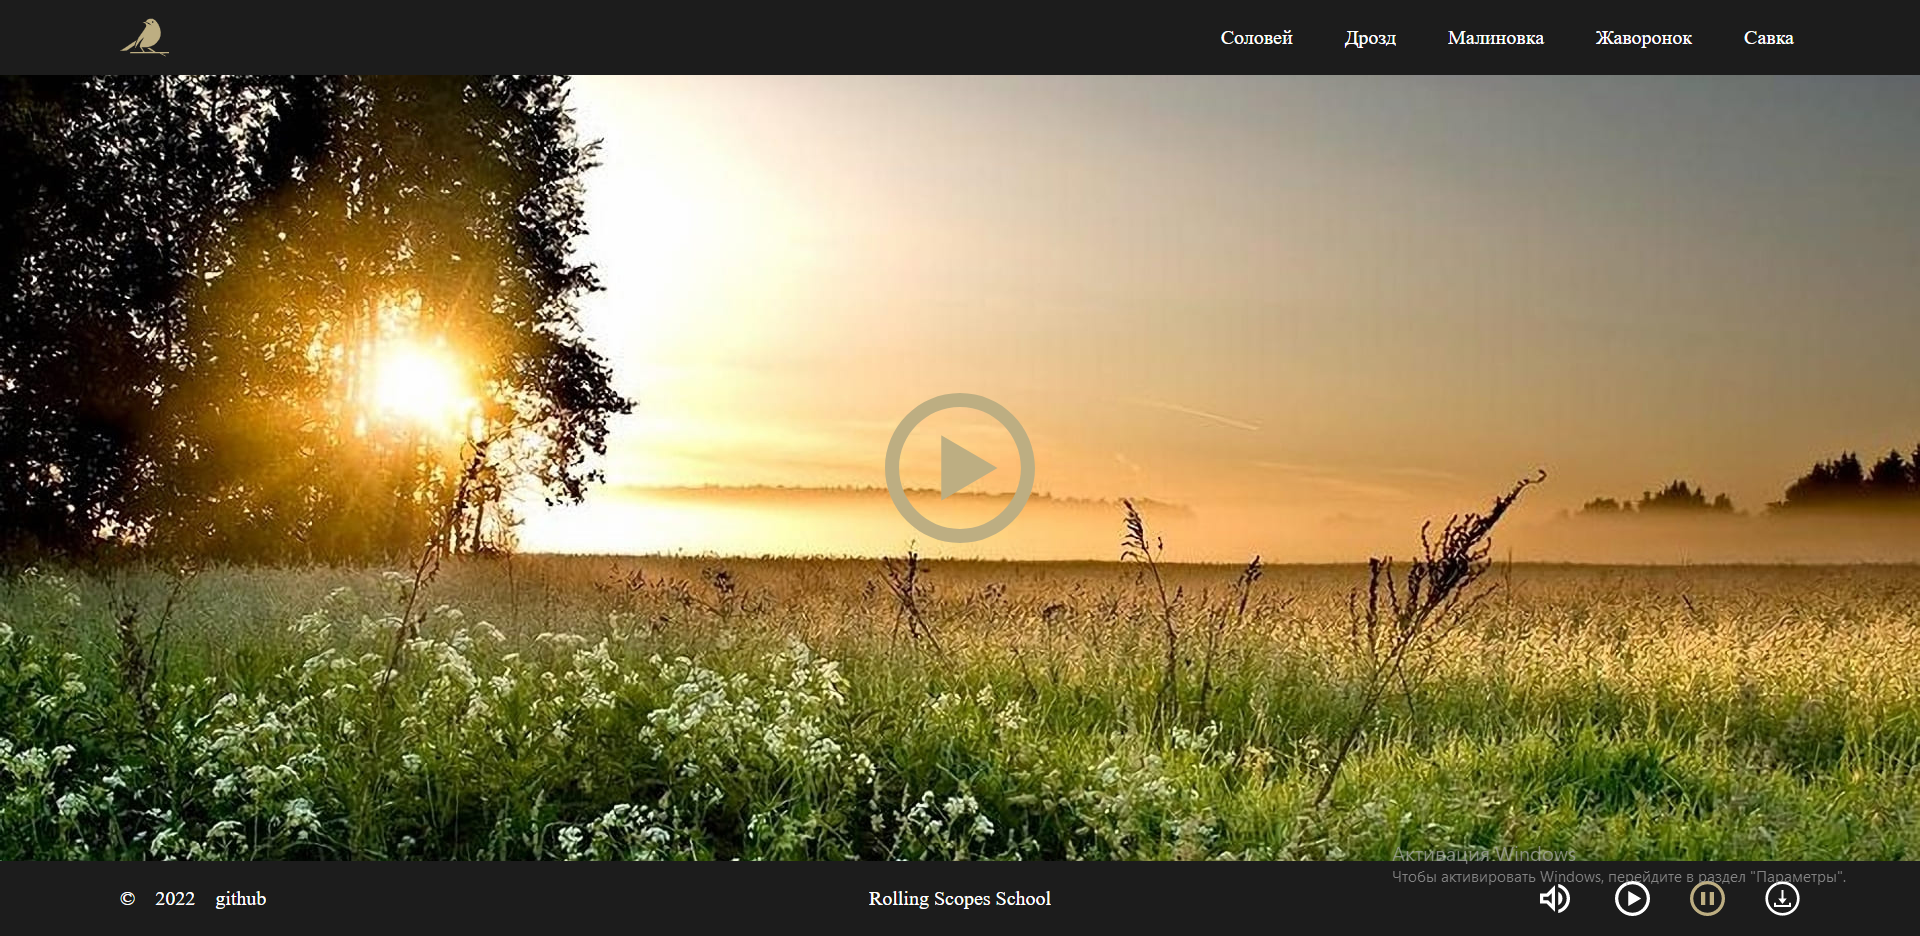 Соловей Дрозд Малиновка Жаворонок Савка
Активация Windows
Чтобы активировать Windows, перейдите в раздел "Параметры".
© 2022 github Rolling Scopes School